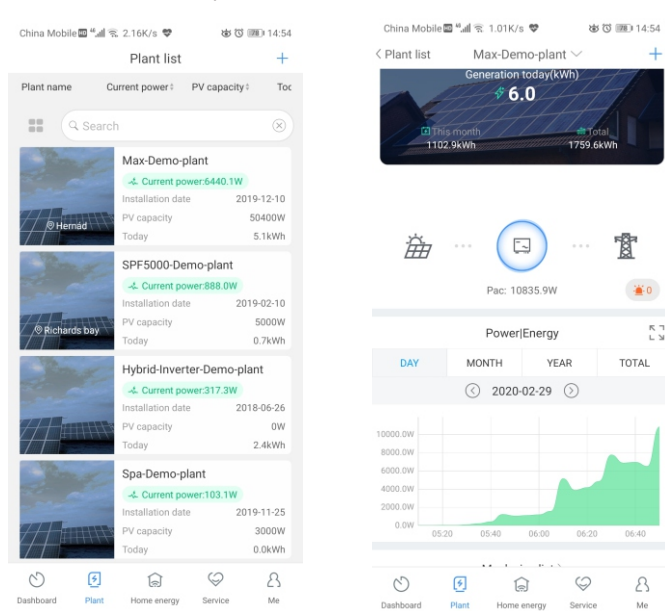 China Mobile HD 4G 2.16K/s 14:54
Plant list
Plant name Current power PV capacity Toc
Search
Hernád
Max-Demo-plant
Current power:6440.1W
Installation date 2019-12-10
PV capacity 50400W
Today 5.1kWh
Richards bay
SPF5000-Demo-plant
Current power:888.0W
Installation date 2019-02-10
PV capacity 5000W
Today 0.7kWh
Hybrid-Inverter-Demo-plant
Current power:317.3W
Installation date 2018-06-26
PV capacity 0W
Today 2.4kWh
Spa-Demo-plant
Current power:103.1W
Installation date 2019-11-25
PV capacity 3000W
Today 0.0kWh
Dashboard Plant Home energy Service Me
China Mobile HD 4G 1.01K/s 14:54
Plant list Max-Demo-plant
Generation today(kWh)
6.0
This month Total
1102.9kWh 1759.6kWh
Pac: 10835.9W
0
Power|Energy
DAY MONTH YEAR TOTAL
2020-02-29
10000.0W
8000.0W
6000.0W
4000.0W
2000.0W
0.0W
05:20 05:40 06:00 06:20 06:40
Dashboard Plant Home energy Service Me